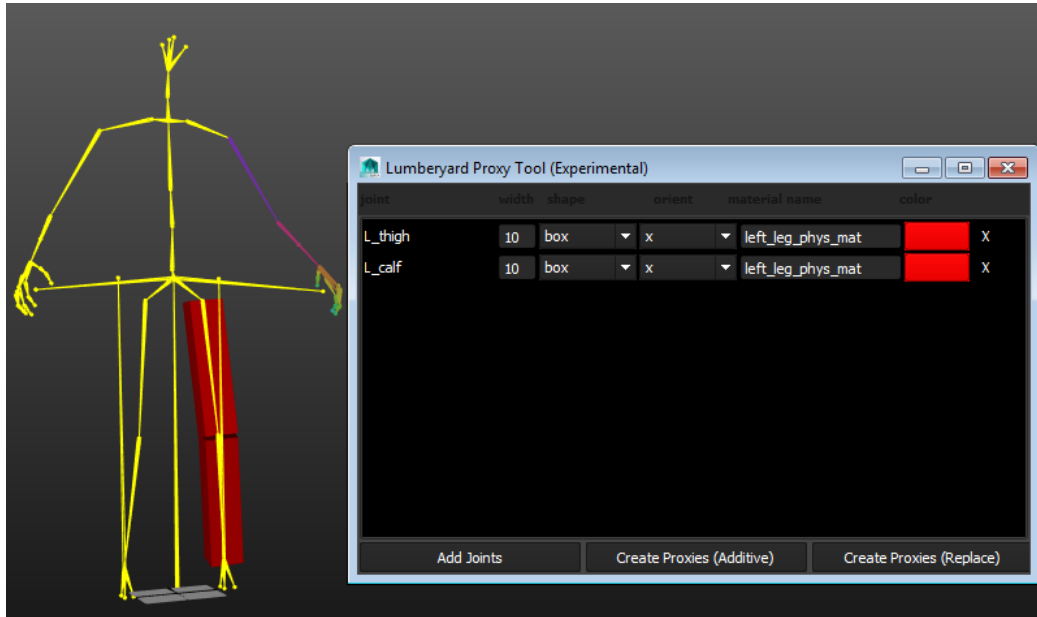 Lumberyard Proxy Tool (Experimental)
joint width shape orient material name color
L_thigh 10 box x left_leg_phys_mat X
L_calf 10 box x left_leg_phys_mat X
Add Joints Create Proxies (Additive) Create Proxies (Replace)